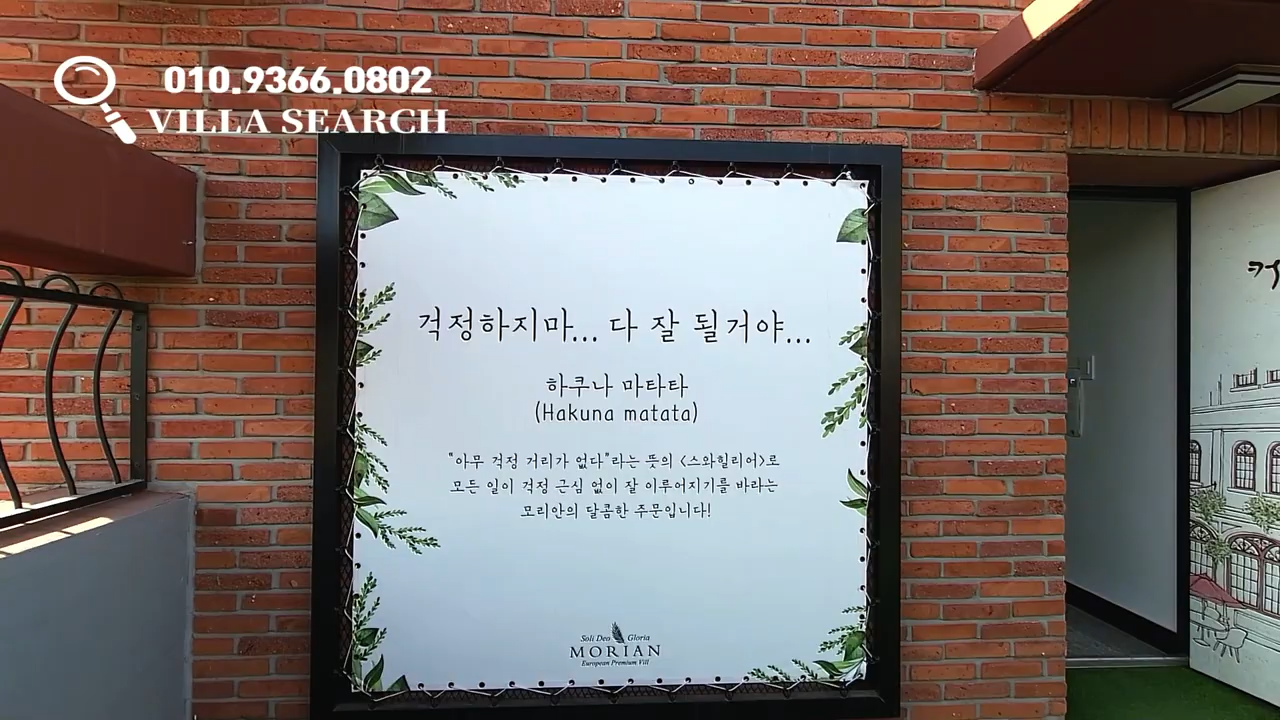 010.9366.0802
VILLA SEARCH
걱정하지마... 다 잘 될거야...
하쿠나 마타타
(Hakuna matata)
"아무 걱정 거리가 없다"라는 뜻의 <스와힐리어>로
모든 일이 걱정 근심 없이 잘 이루어지기를 바라는
모리안의 달콤한 주문입니다!
Soli Deo Gloria
MORIAN
European Premium Vill